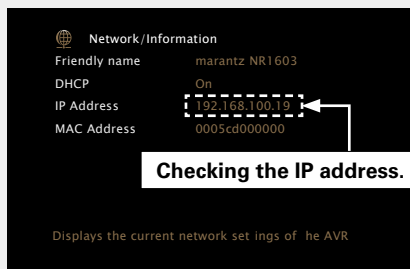 Network/Information
Friendly name marantz NR1603
DHCP On
IP Address 192.168.100.19
MAC Address 0005cd000000
Checking the IP address.
Displays the current network set ings of he AVR